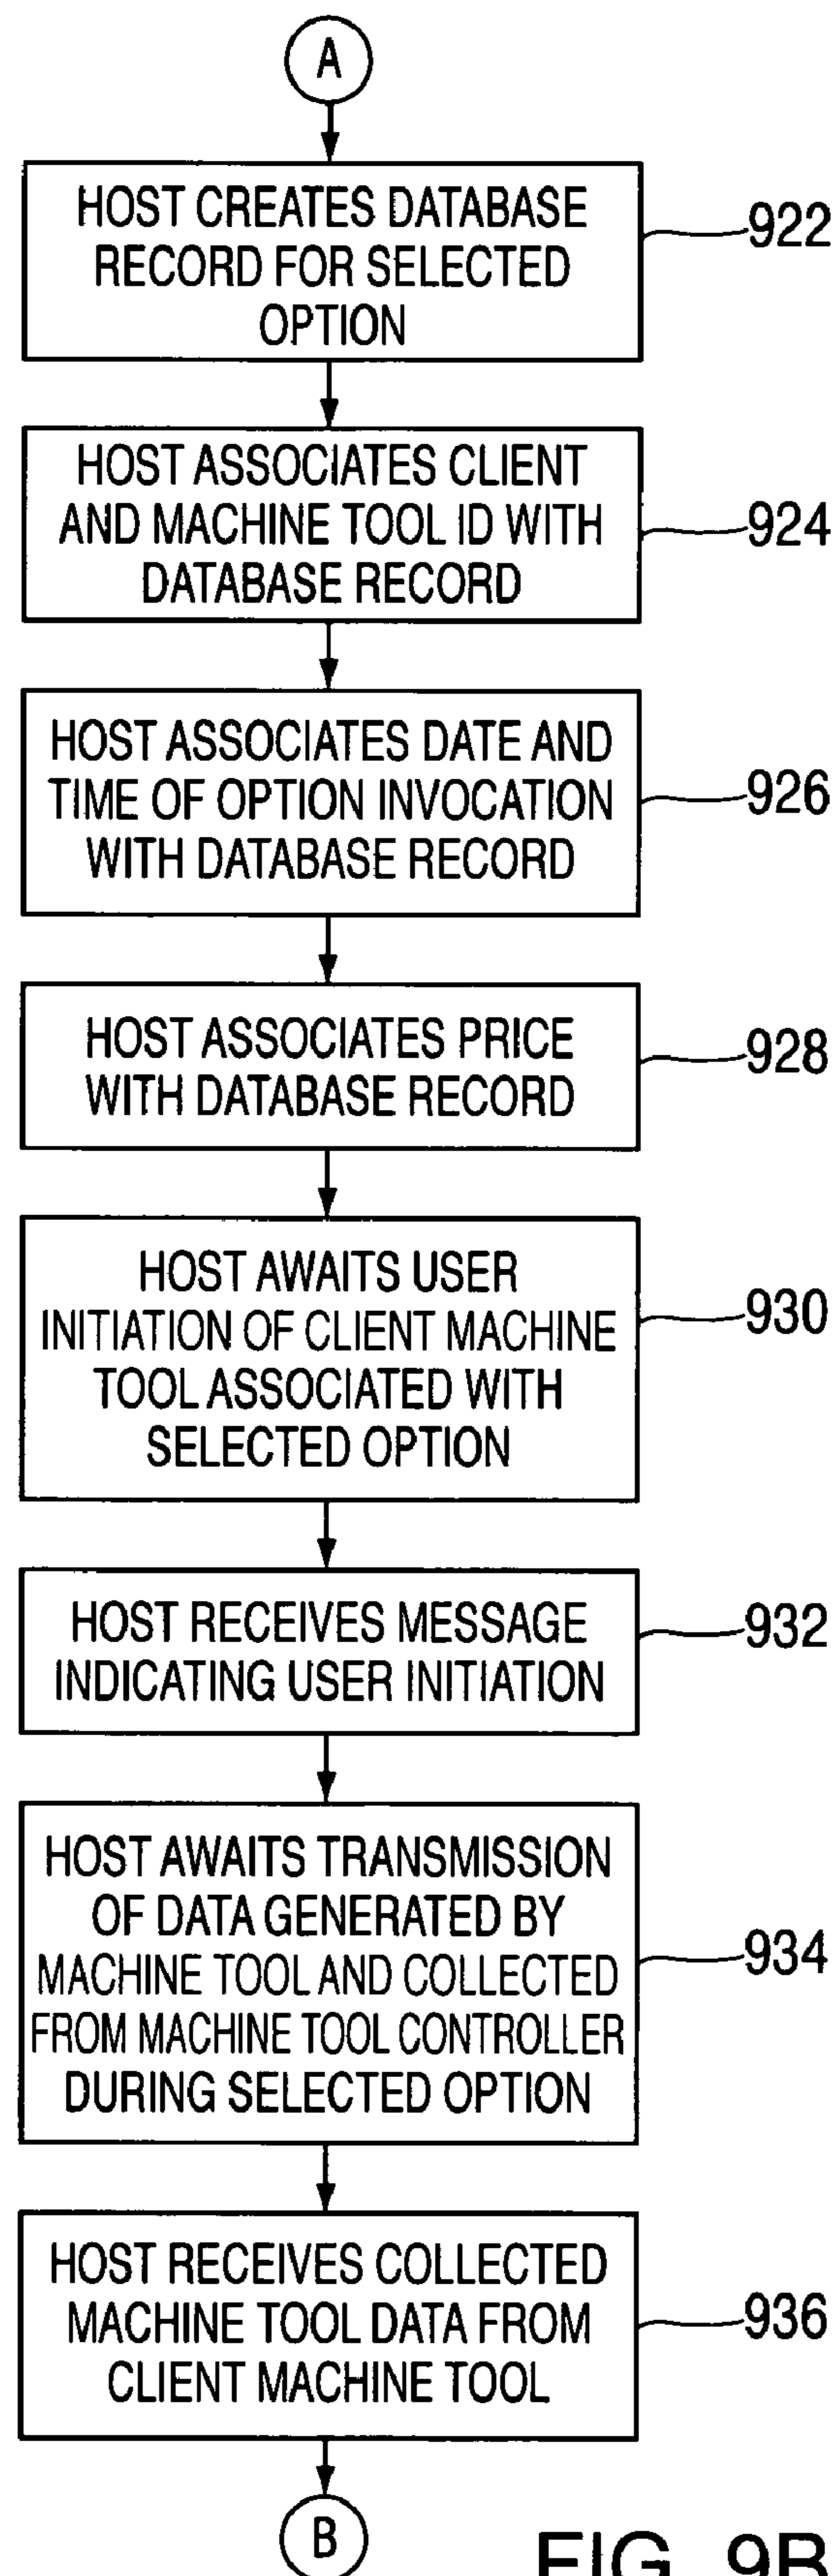 A
HOST CREATES DATABASE
RECORD FOR SELECTED
OPTION
922
HOST ASSOCIATES CLIENT
AND MACHINE TOOL ID WITH
DATABASE RECORD
924
HOST ASSOCIATES DATE AND
TIME OF OPTION INVOCATION
WITH DATABASE RECORD
926
HOST ASSOCIATES PRICE
WITH DATABASE RECORD
928
HOST AWAITS USER
INITIATION OF CLIENT MACHINE
TOOL ASSOCIATED WITH
SELECTED OPTION
930
HOST RECEIVES MESSAGE
INDICATING USER INITIATION
932
HOST AWAITS TRANSMISSION
OF DATA GENERATED BY
MACHINE TOOL AND COLLECTED
FROM MACHINE TOOL CONTROLLER
DURING SELECTED OPTION
934
HOST RECEIVES COLLECTED
MACHINE TOOL DATA FROM
CLIENT MACHINE TOOL
936
B
FIG. 9B